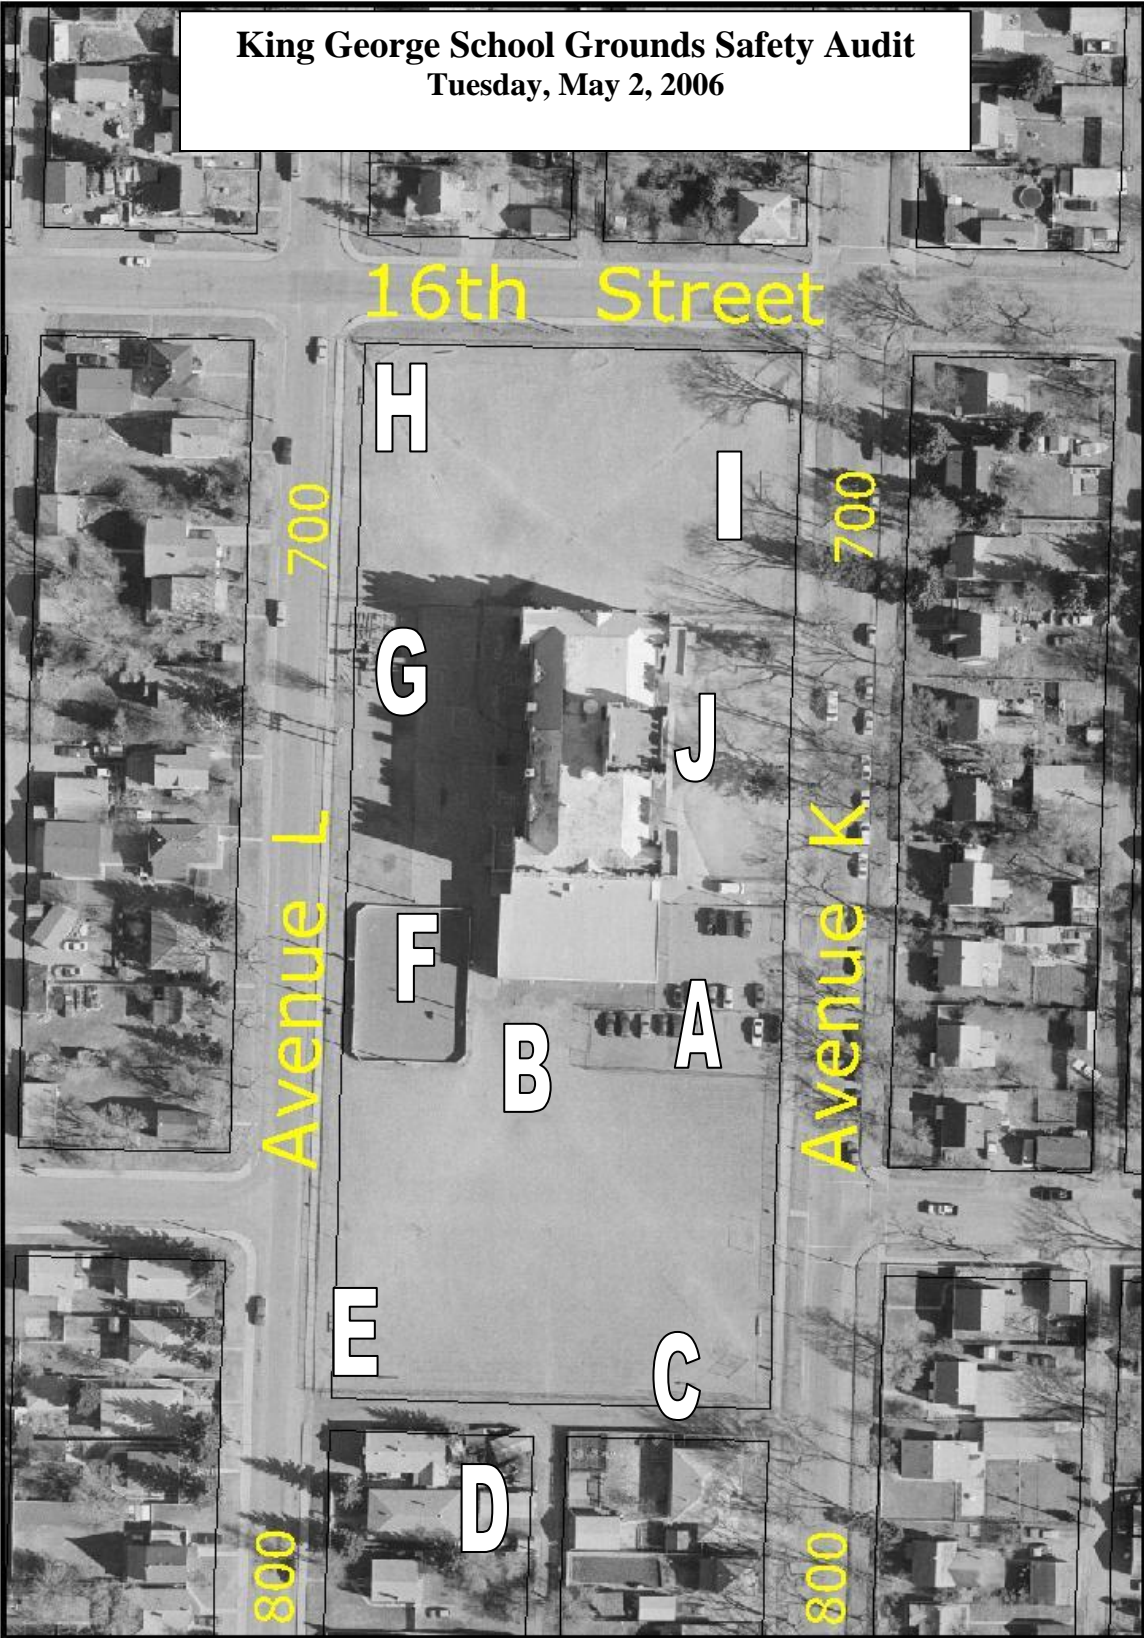 King George School Grounds Safety Audit
Tuesday, May 2, 2006
16th Street
H
I
700
700
G
J
Avenue L
Avenue K
F
A
B
E
C
D
800
800